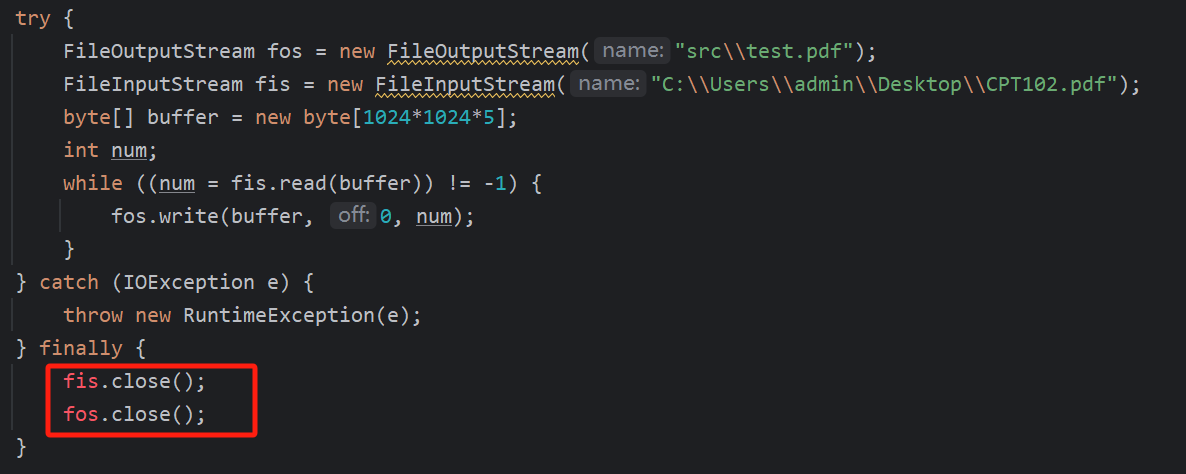 try {
FileOutputStream fos = new FileOutputStream( name: "src\\test.pdf");
FileInputStream fis = new FileInputStream( name: "C:\\Users\\admin\\Desktop\\CPT102.pdf");
byte[] buffer = new byte[1024*1024*5];
int num;
while ((num = fis.read(buffer)) != -1) {
fos.write(buffer, off: 0, num);
}
} catch (IOException e) {
throw new RuntimeException(e);
} finally {
fis.close();
fos.close();
}